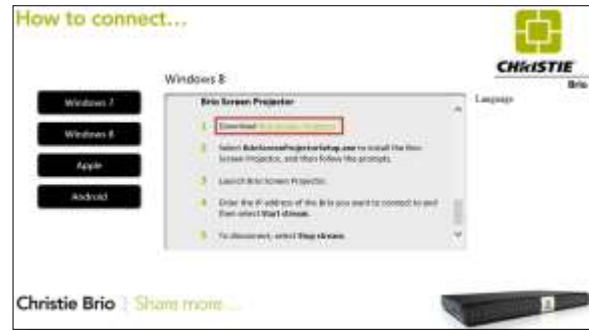 How to connect...
CHRISTIE
Brio
Windows 8
Language
Windows 7
Windows 8
Apple
Android
Brio Screen Projector
1 Download Brio Screen Projector
2 Select BrioScreenProjectorSetup.exe to install the Brio
Screen Projector, and then follow the prompts.
3 Launch Brio Screen Projector.
4 Enter the IP address of the Brio you want to connect to and
then select Start stream.
5 To disconnect, select Stop stream.
Christie Brio | Share more...